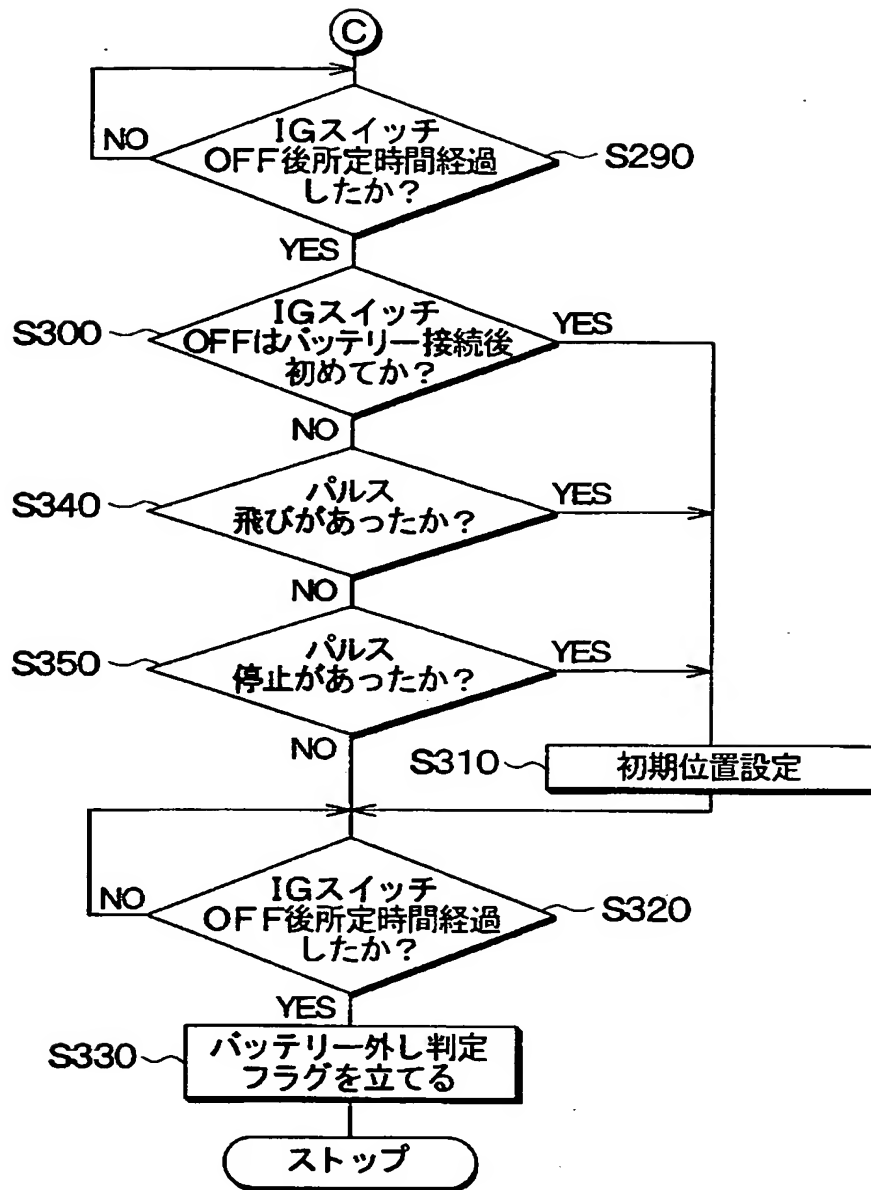 C
IGスイッチ
OFF後所定時間経過
したか?
NO
S290
YES
IGスイッチ
OFFはバッテリー接続後
初めてか?
S300
YES
NO
パルス
飛びがあったか?
S340
YES
NO
パルス
停止があったか?
S350
YES
NO
S310
初期位置設定
IGスイッチ
OFF後所定時間経過
したか?
NO
S320
YES
S330
バッテリー外し判定
フラグを立てる
ストップ